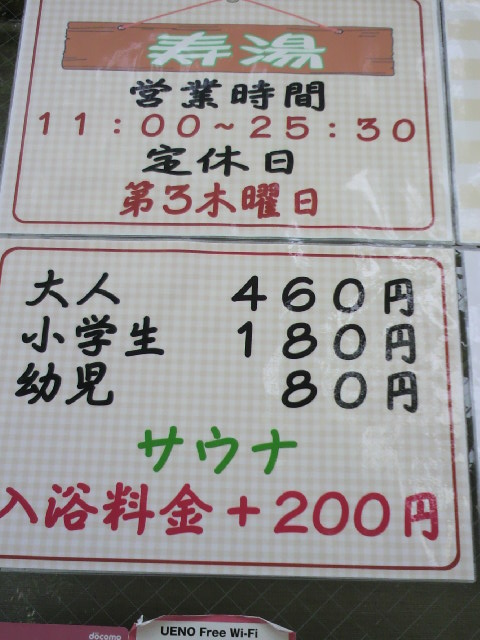 寿湯
営業時間
11:00~25:30
定休日
第3木曜日
大人 460円
小学生 180円
幼児 80円
サウナ
入浴料金+200円
döcomo
UENO Free Wi-Fi